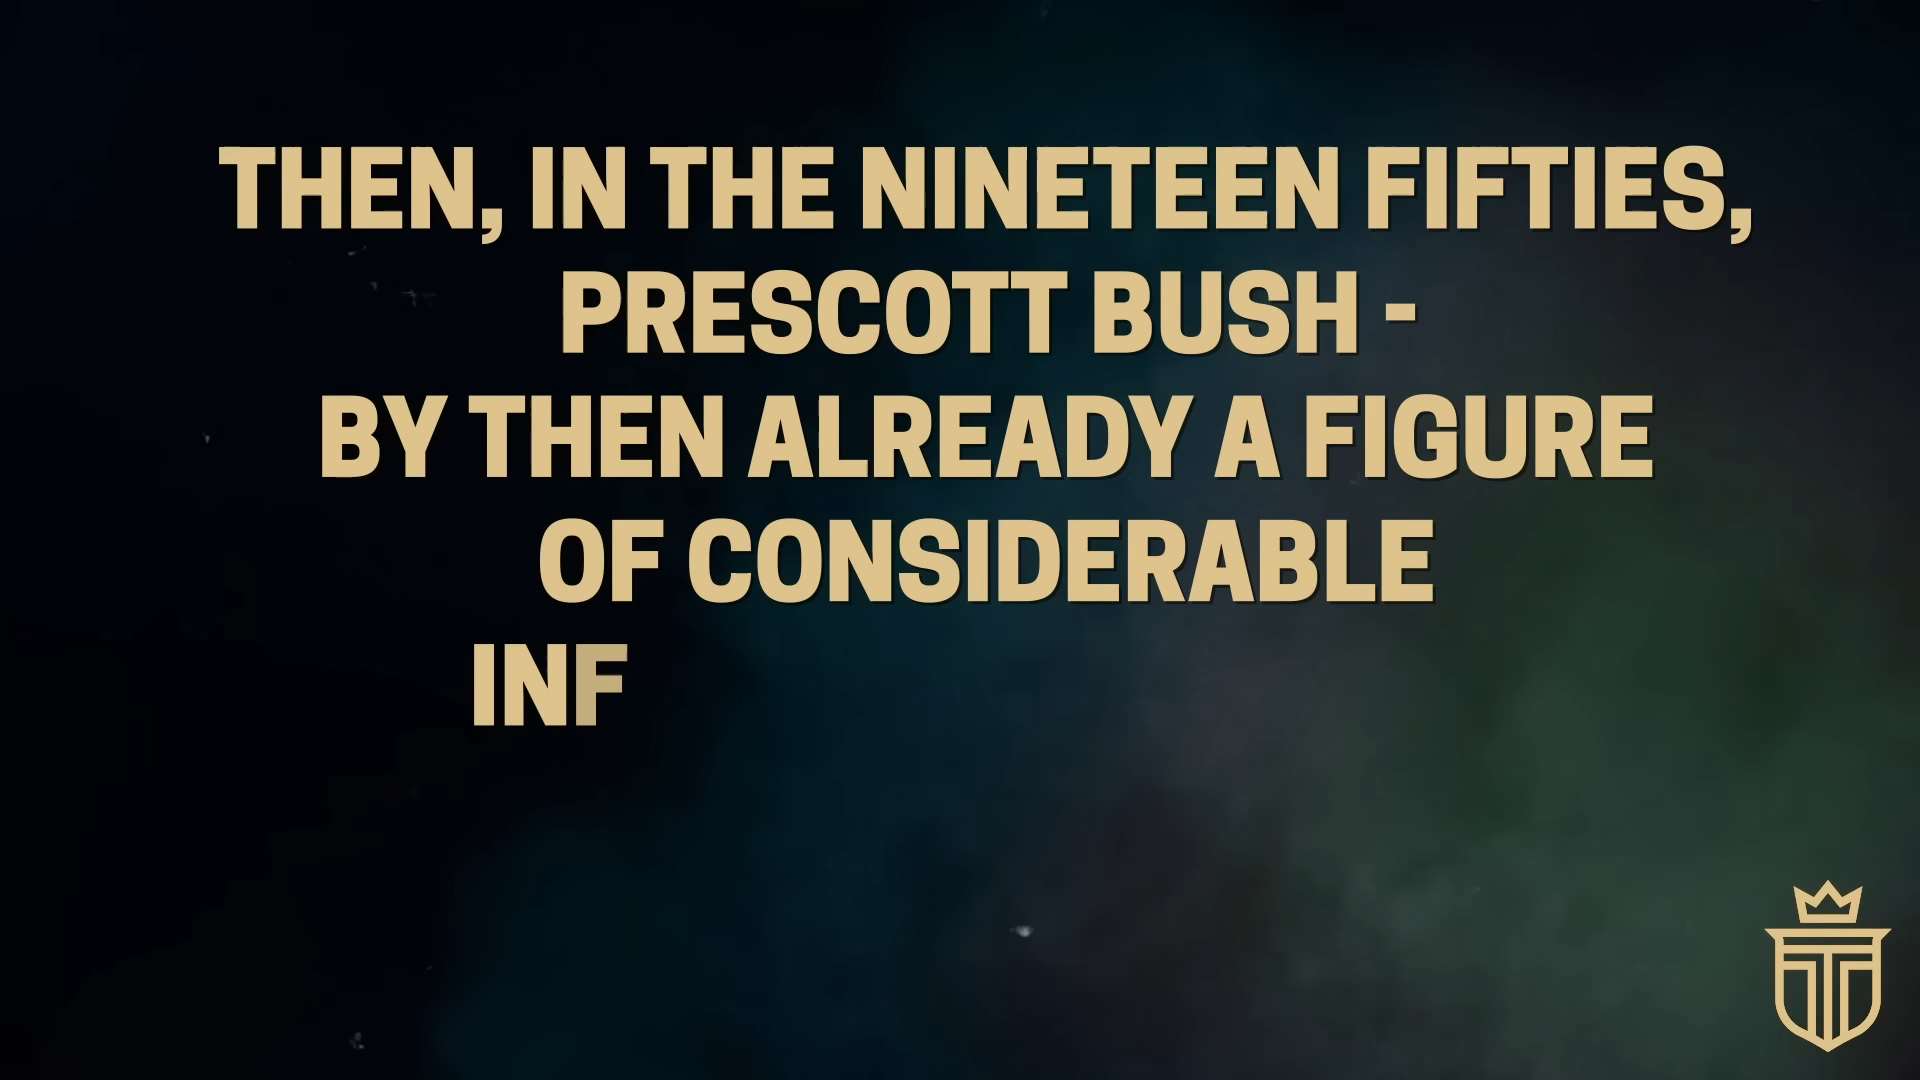 THEN, IN THE NINETEEN FIFTIES,
PRESCOTT BUSH -
BY THEN ALREADY A FIGURE
OF CONSIDERABLE
INF